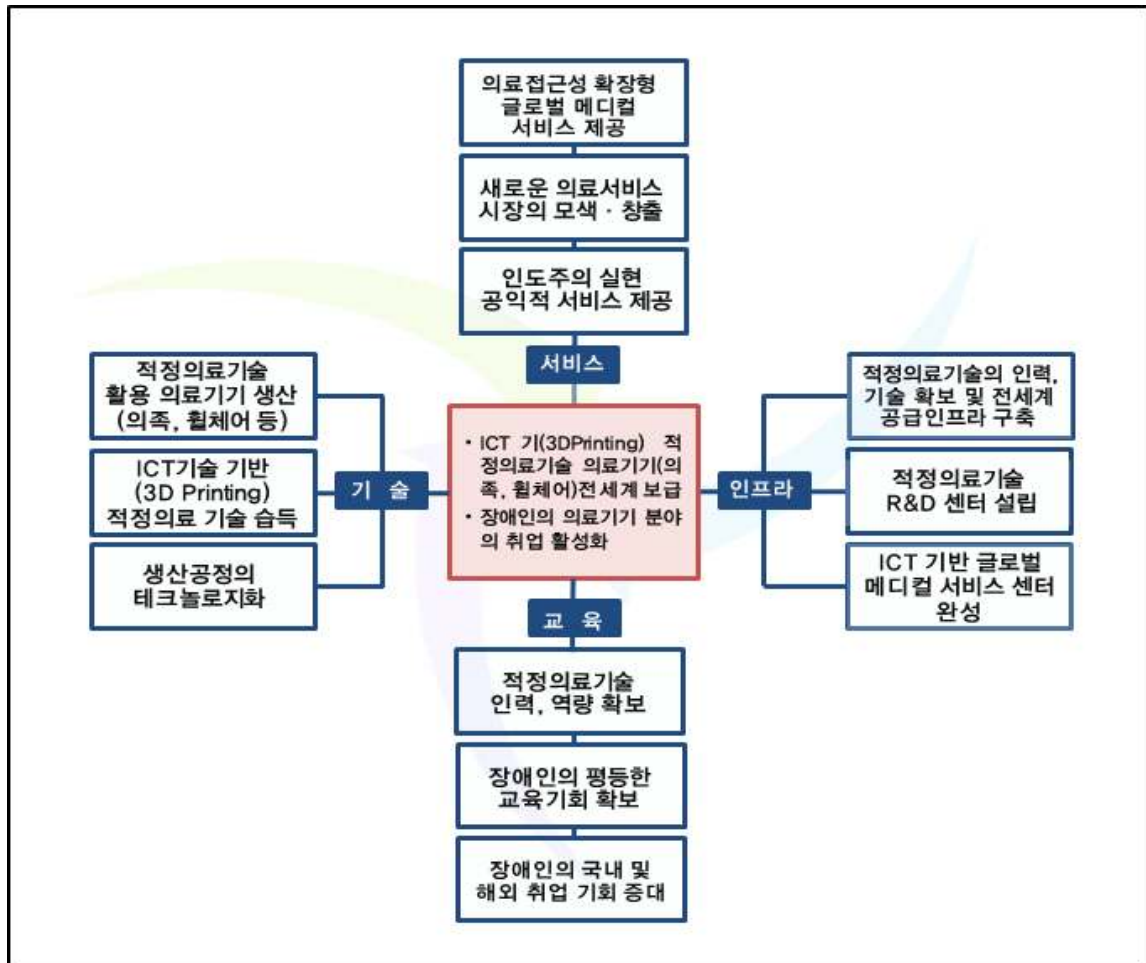 의료접근성 확장형
글로벌 메디컬
서비스 제공
새로운 의료서비스
시장의 모색 · 창출
인도주의 실현
공익적 서비스 제공
서비스
적정의료기술
활용 의료기기 생산
(의족, 휠체어 등)
ICT기술 기반
(3D Printing)
적정의료 기술 습득
생산공정의
테크놀로지화
기 술
• ICT 기(3DPrinting) 적
정의료기술 의료기기(의
족, 휠체어)전세계 보급
• 장애인의 의료기기 분야
의 취업 활성화
인프라
적정의료기술의 인력,
기술 확보 및 전세계
공급인프라 구축
적정의료기술
R&D 센터 설립
ICT 기반 글로벌
메디컬 서비스 센터
완성
교 육
적정의료기술
인력, 역량 확보
장애인의 평등한
교육기회 확보
장애인의 국내 및
해외 취업 기회 증대